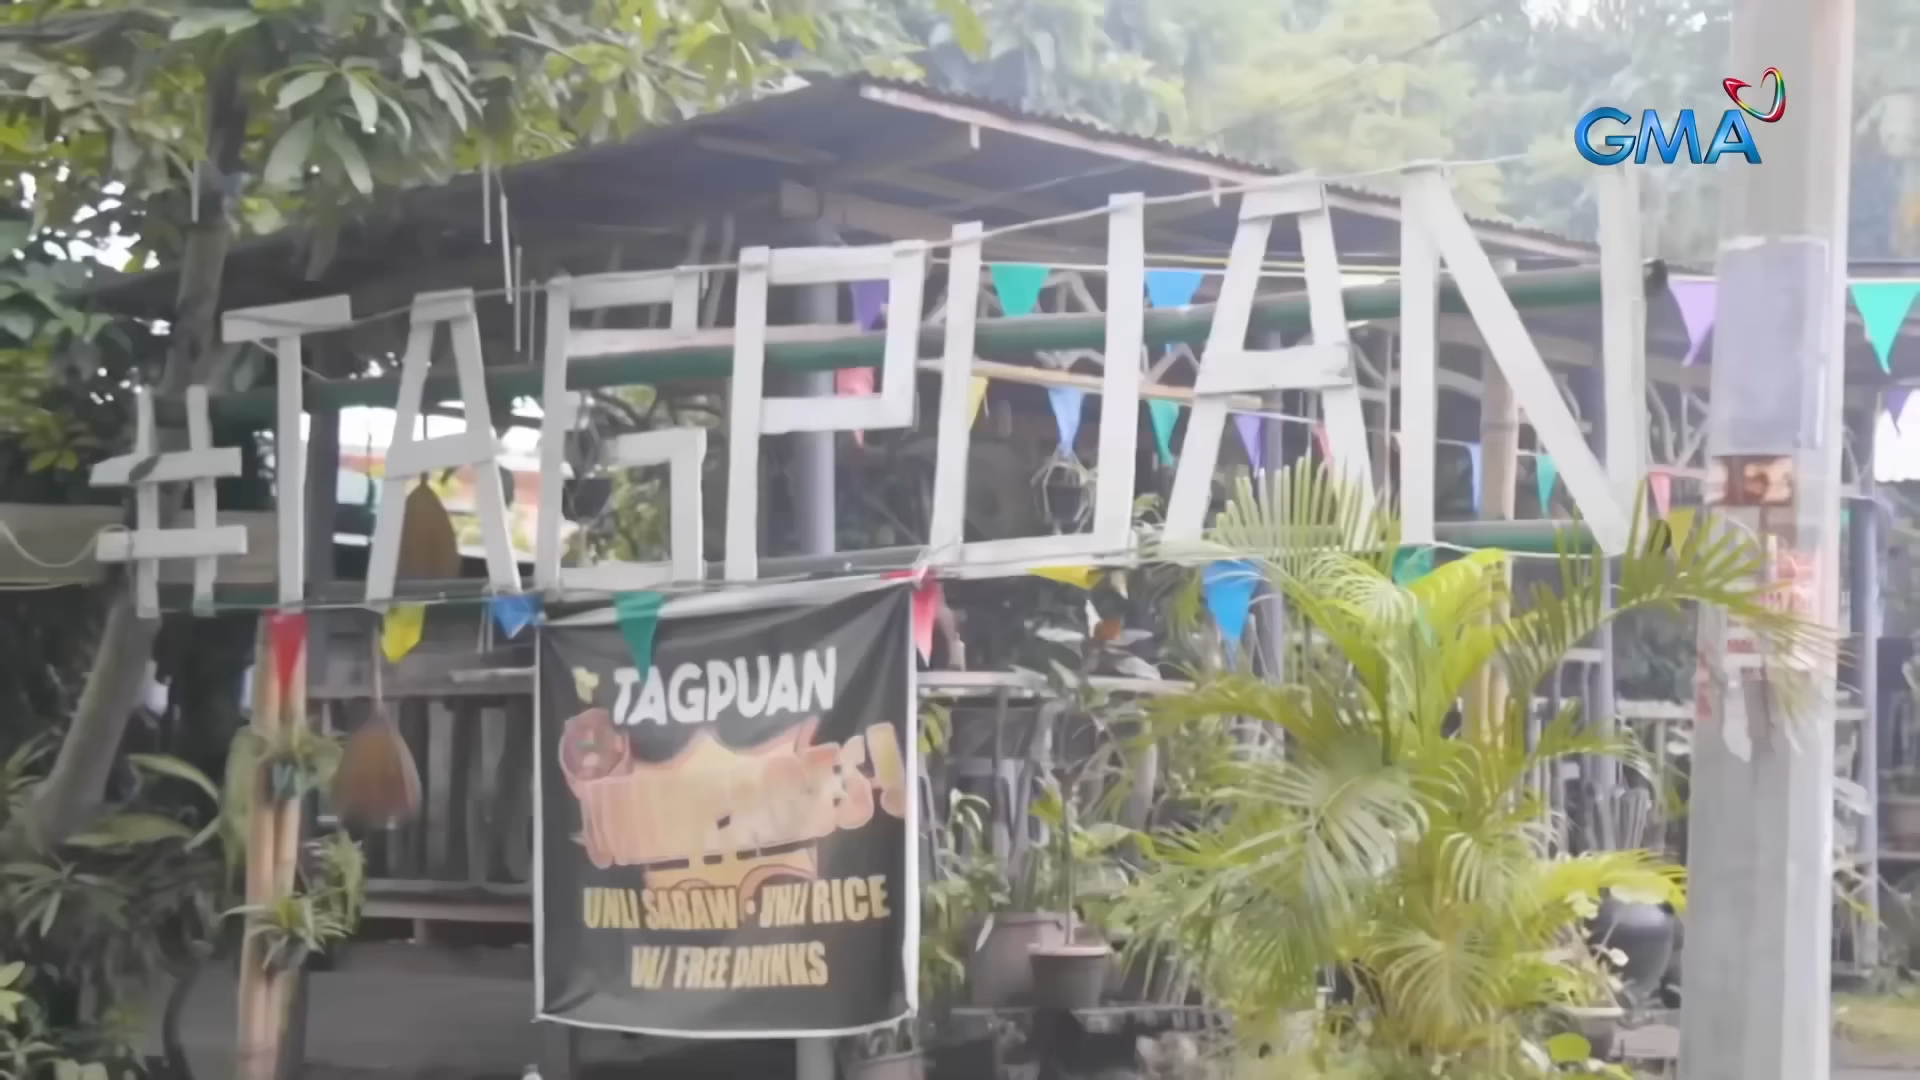 GMA
#TAGPUAN
TAGPUAN
UNLI SABAW • UNLI RICE
W/ FREE DRINKS